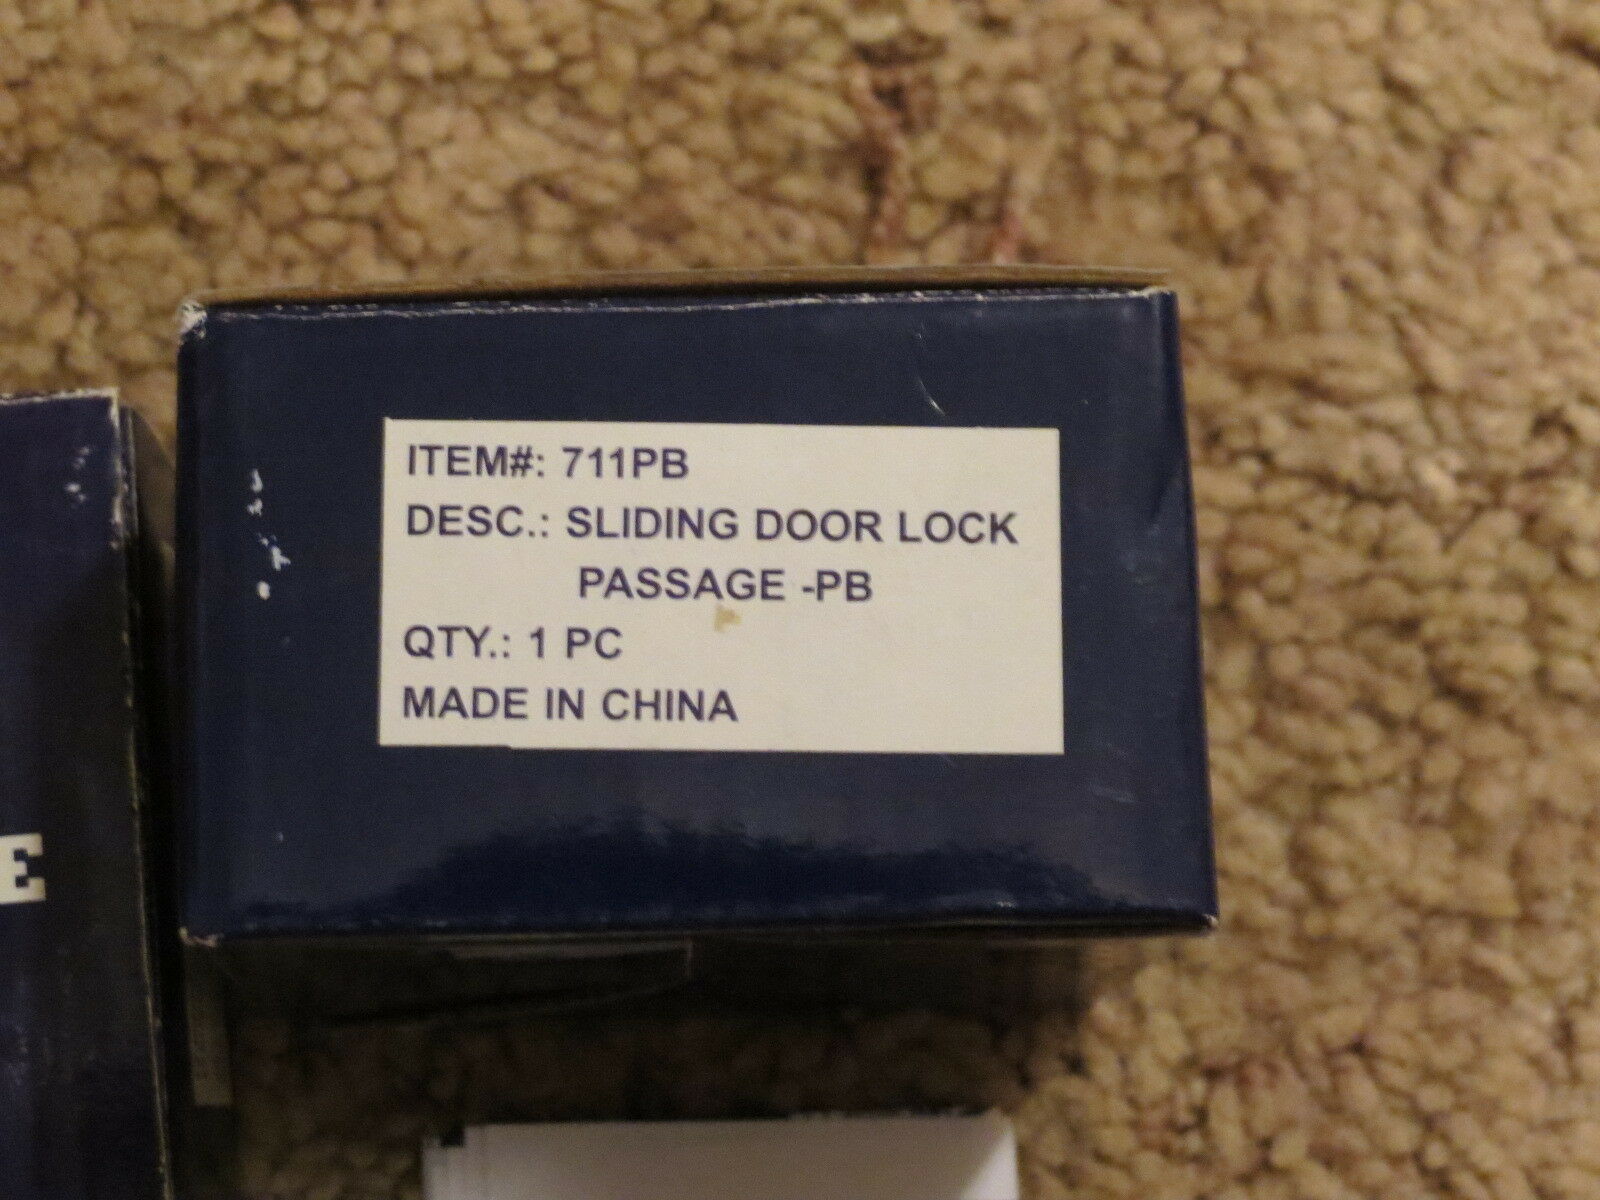 ITEM#: 711PB
DESC.: SLIDING DOOR LOCK
PASSAGE -PB
QTY.: 1 PC
MADE IN CHINA
E